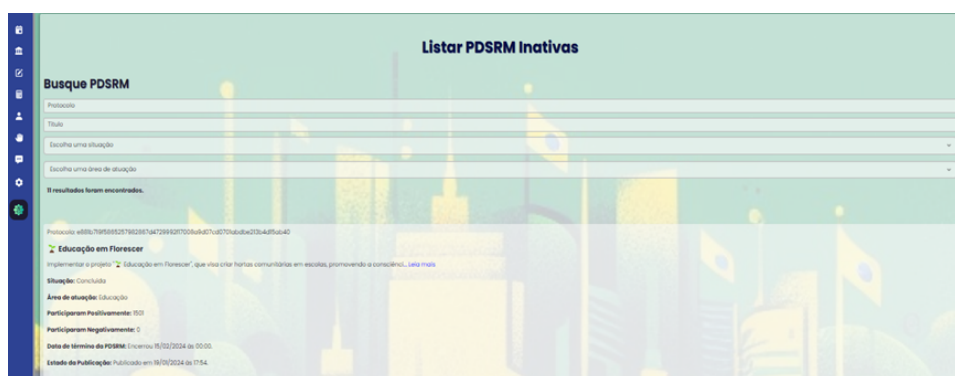 Listar PDSRM Inativas
Busque PDSRM
Protocolo
Título
Escolha uma situação
Escolha uma área de atuação
11 resultados foram encontrados.
Protocolo:
Educação em Florescer
Implementar o projeto " Educação em Florescer", que visa criar hortas comunitárias em escolas, promovendo a consciênci... Leia mais
Situação: Concluída
Área de atuação: Educação
Participaram Positivamente: 1501
Participaram Negativamente: 0
Data de término da PDSRM: Encerrou 15/02/2024 às 00:00.
Estado da Publicação: Publicado em 19/01/2024 às 17:54.